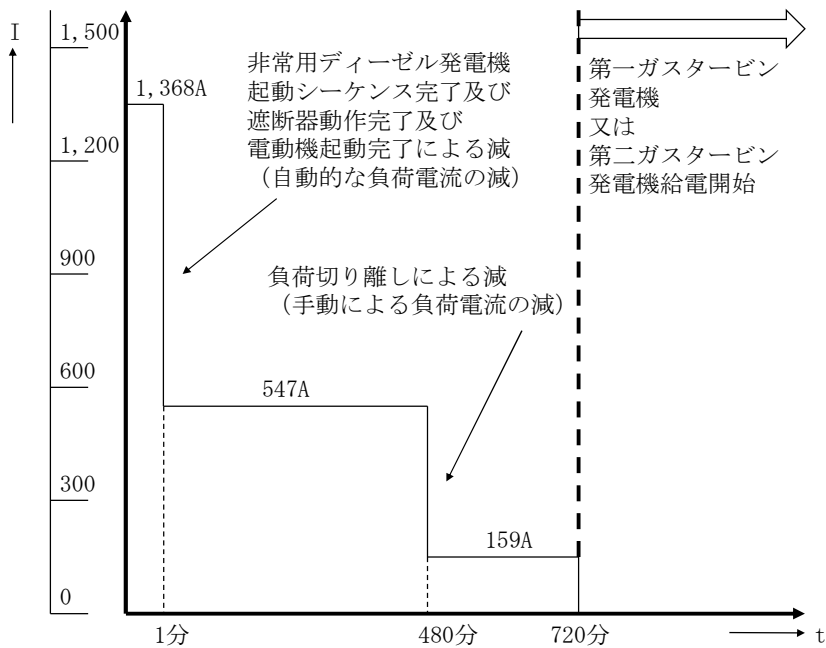 I
1,500
1,200
900
600
300
0
1,368A
非常用ディーゼル発電機
起動シーケンス完了及び
遮断器動作完了及び
電動機起動完了による減
（自動的な負荷電流の減）
第一ガスタービン
発電機
又は
第二ガスタービン
発電機給電開始
負荷切り離しによる減
（手動による負荷電流の減）
547A
159A
1分
480分
720分
t